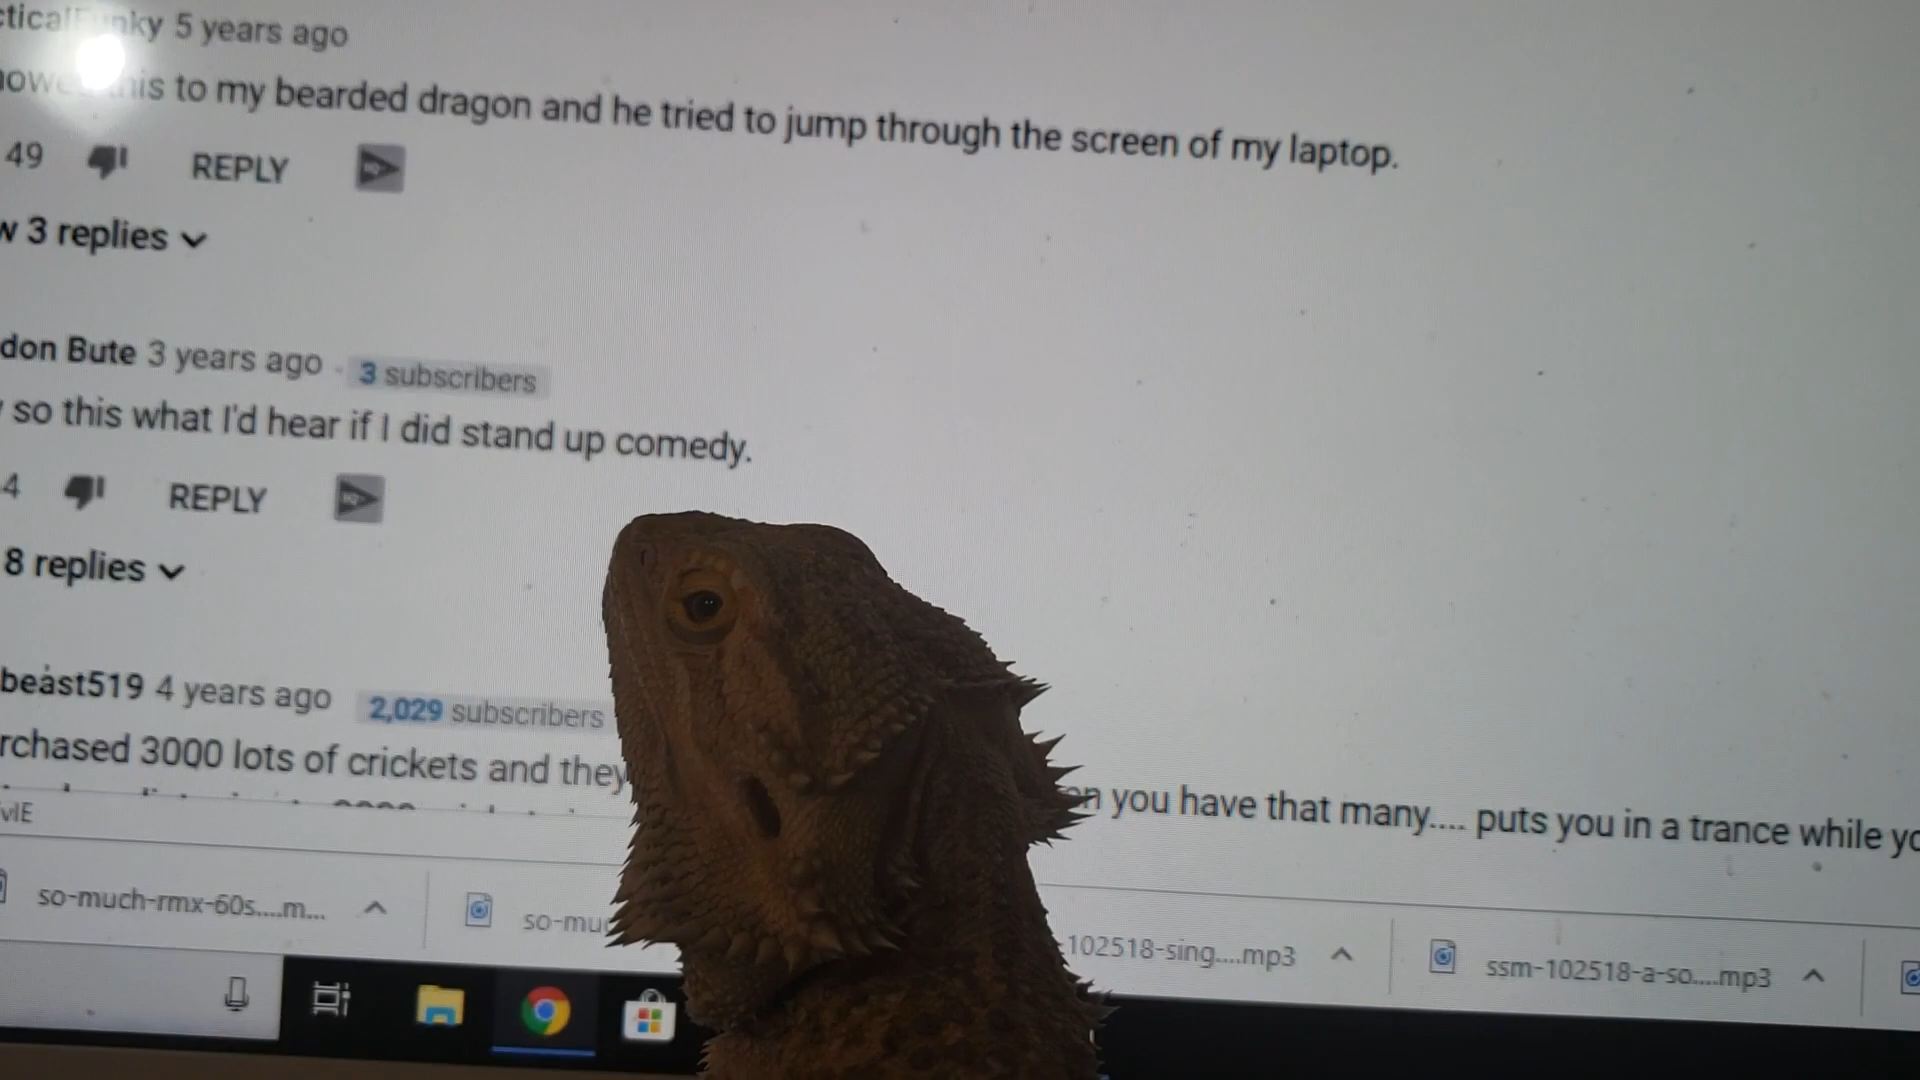 5 years ago
to my bearded dragon and he tried to jump through the screen of my laptop.
49 REPLY
3 replies
don Bute 3 years ago · 3 subscribers
so this what I'd hear if I did stand up comedy.
4 REPLY
8 replies
beast519 4 years ago 2,029 subscribers
rchased 3000 lots of crickets and they you have that many.... puts you in a trance while
vIE
so-much-rmx-60s....m... so-muc 102518-sing....mp3 ssm-102518-a-so....mp3